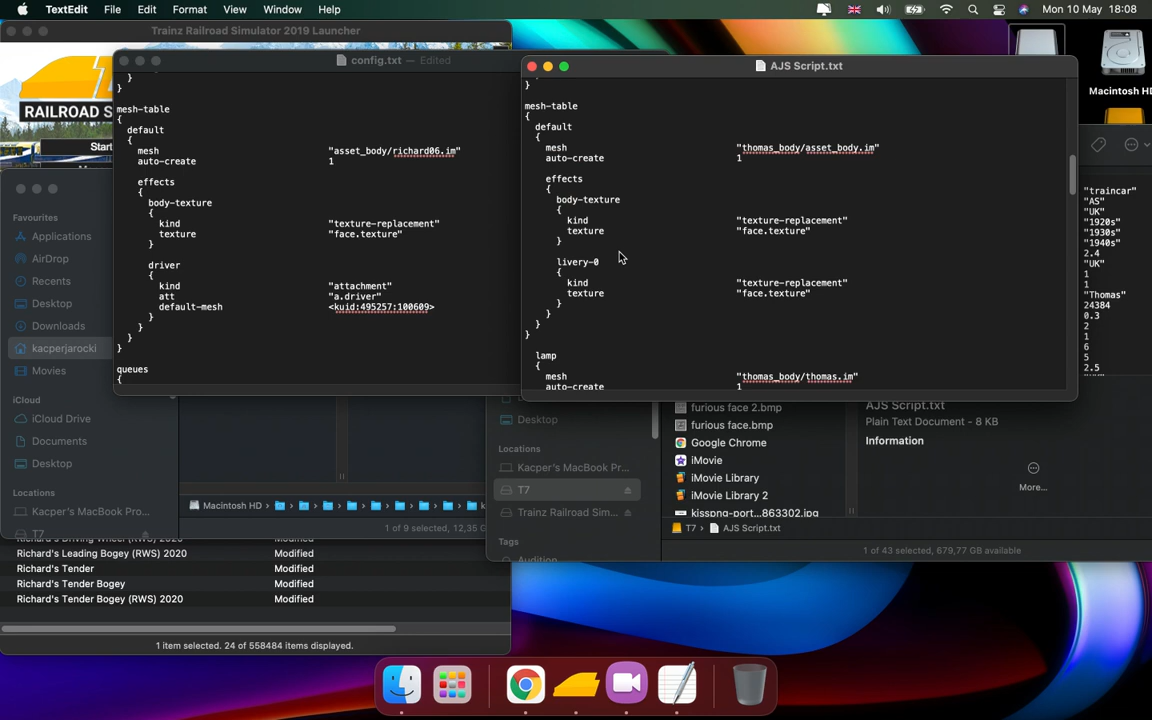 TextEdit File Edit Format View Window Help Mon 10 May 18:08
Trainz Railroad Simulator 2019 Launcher
RAILROAD S
Start
config.txt — Edited
}
}
mesh-table
{
default
{
mesh "asset_body/richard06.im"
auto-create 1
effects
{
body-texture
{
kind "texture-replacement"
texture "face.texture"
}
driver
{
kind "attachment"
att "a.driver"
default-mesh <kuid:495257:100609>
}
}
}
}
queues
{
AJS Script.txt
}
mesh-table
{
default
{
mesh "thomas_body/asset_body.im"
auto-create 1
effects
{
body-texture
{
kind "texture-replacement"
texture "face.texture"
}
livery-0
{
kind "texture-replacement"
texture "face.texture"
}
}
}
}
lamp
{
mesh "thomas_body/thomas.im"
auto-create 1
Macintosh HD
"traincar"
"AS"
"UK"
"1920s"
"1930s"
"1940s"
2.4
"UK"
1
1
"Thomas"
24384
0.3
2
1
6
5
2.5
Favourites
Applications
AirDrop
Recents
Desktop
Downloads
kacperjarocki
Movies
iCloud
iCloud Drive
Documents
Desktop
Locations
Kacper's MacBook Pro...
T7
Macintosh HD
1 of 9 selected, 12,35 G
Desktop
Locations
Kacper's MacBook Pr...
T7
Trainz Railroad Sim...
Tags
Audition
furious face 2.bmp
furious face.bmp
Google Chrome
iMovie
iMovie Library
iMovie Library 2
kisspng-port...863302.jpg
AJS Script.txt
Plain Text Document - 8 KB
Information
More...
T7 › AJS Script.txt
1 of 43 selected, 679,77 GB available
Richard's Driving Wheel (RWS) 2020 Modified
Richard's Leading Bogey (RWS) 2020 Modified
Richard's Tender Modified
Richard's Tender Bogey Modified
Richard's Tender Bogey (RWS) 2020 Modified
1 item selected. 24 of 558484 items displayed.